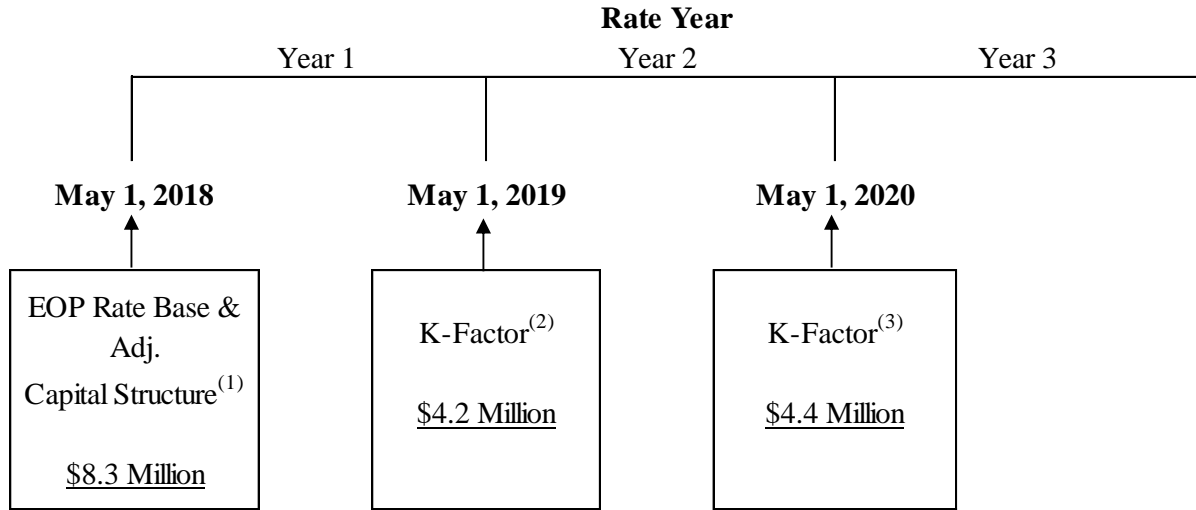 Rate Year
Year 1 Year 2 Year 3
May 1, 2018 May 1, 2019 May 1, 2020
EOP Rate Base &
Adj.
Capital Structure(1)
$8.3 Million
K-Factor(2)
$4.2 Million
K-Factor(3)
$4.4 Million